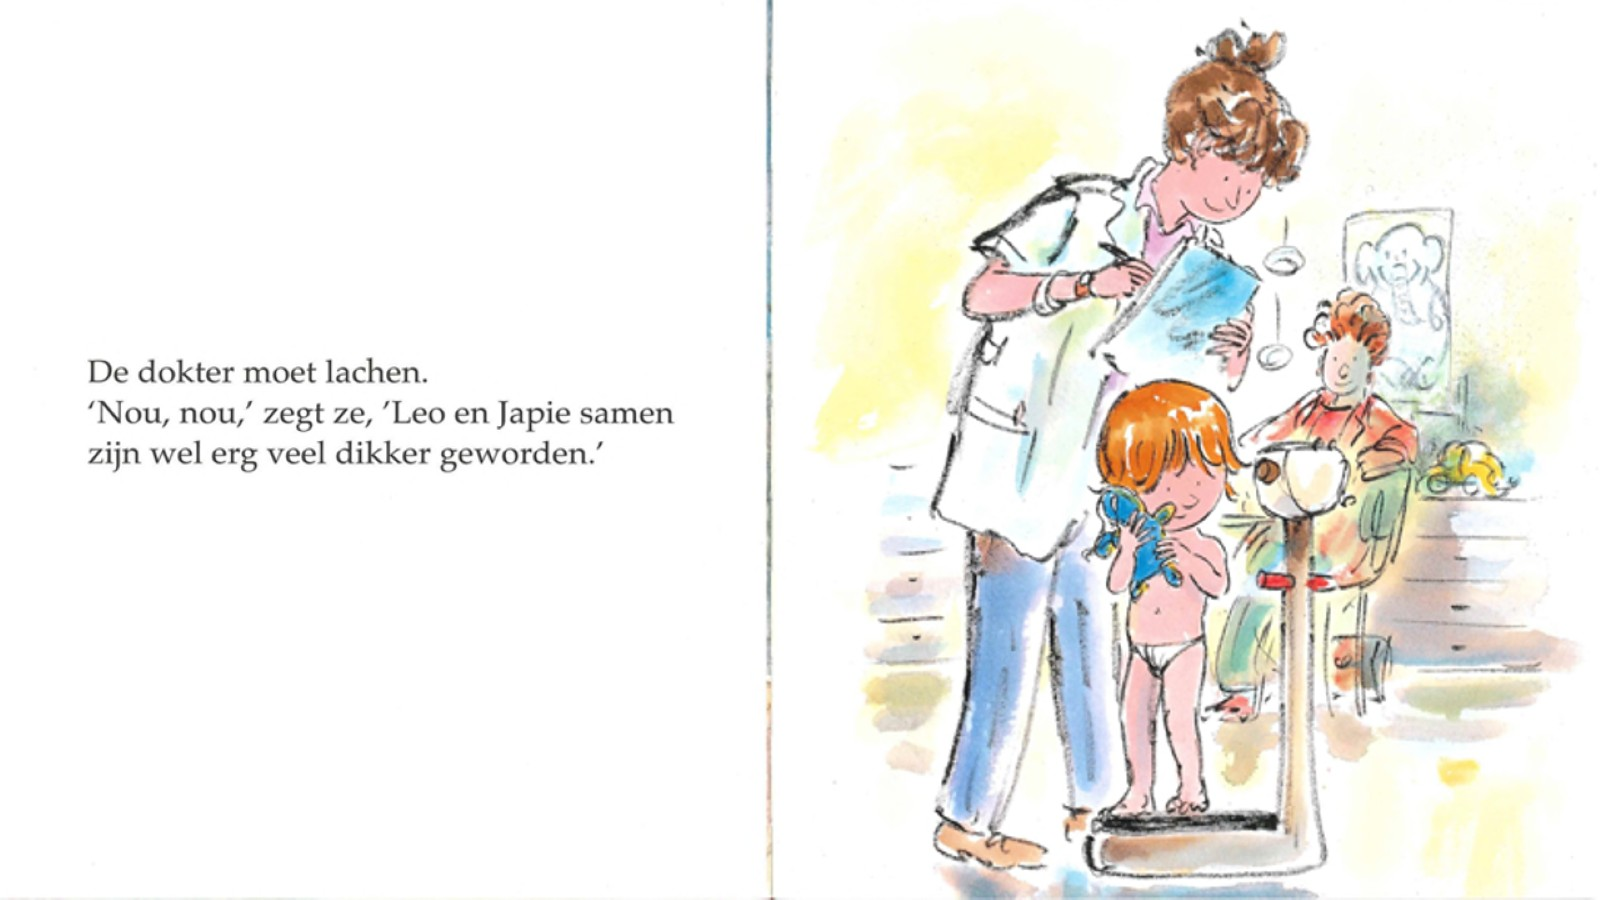 De dokter moet lachen.
‘Nou, nou,’ zegt ze, ’Leo en Japie samen
zijn wel erg veel dikker geworden.’